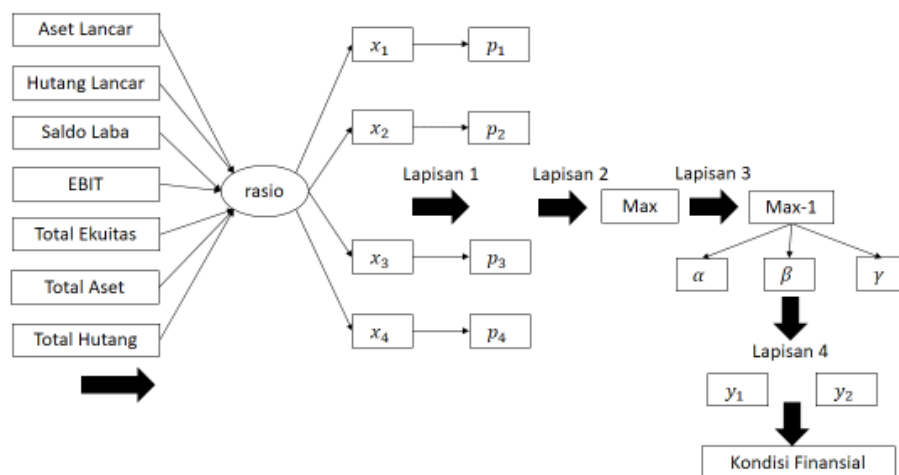 Aset Lancar
Hutang Lancar
Saldo Laba
EBIT
Total Ekuitas
Total Aset
Total Hutang
rasio
x₁
p₁
x₂
p₂
x₃
p₃
x₄
p₄
Lapisan 1
Lapisan 2
Max
Lapisan 3
Max-1
α
β
γ
Lapisan 4
y₁
y₂
Kondisi Finansial